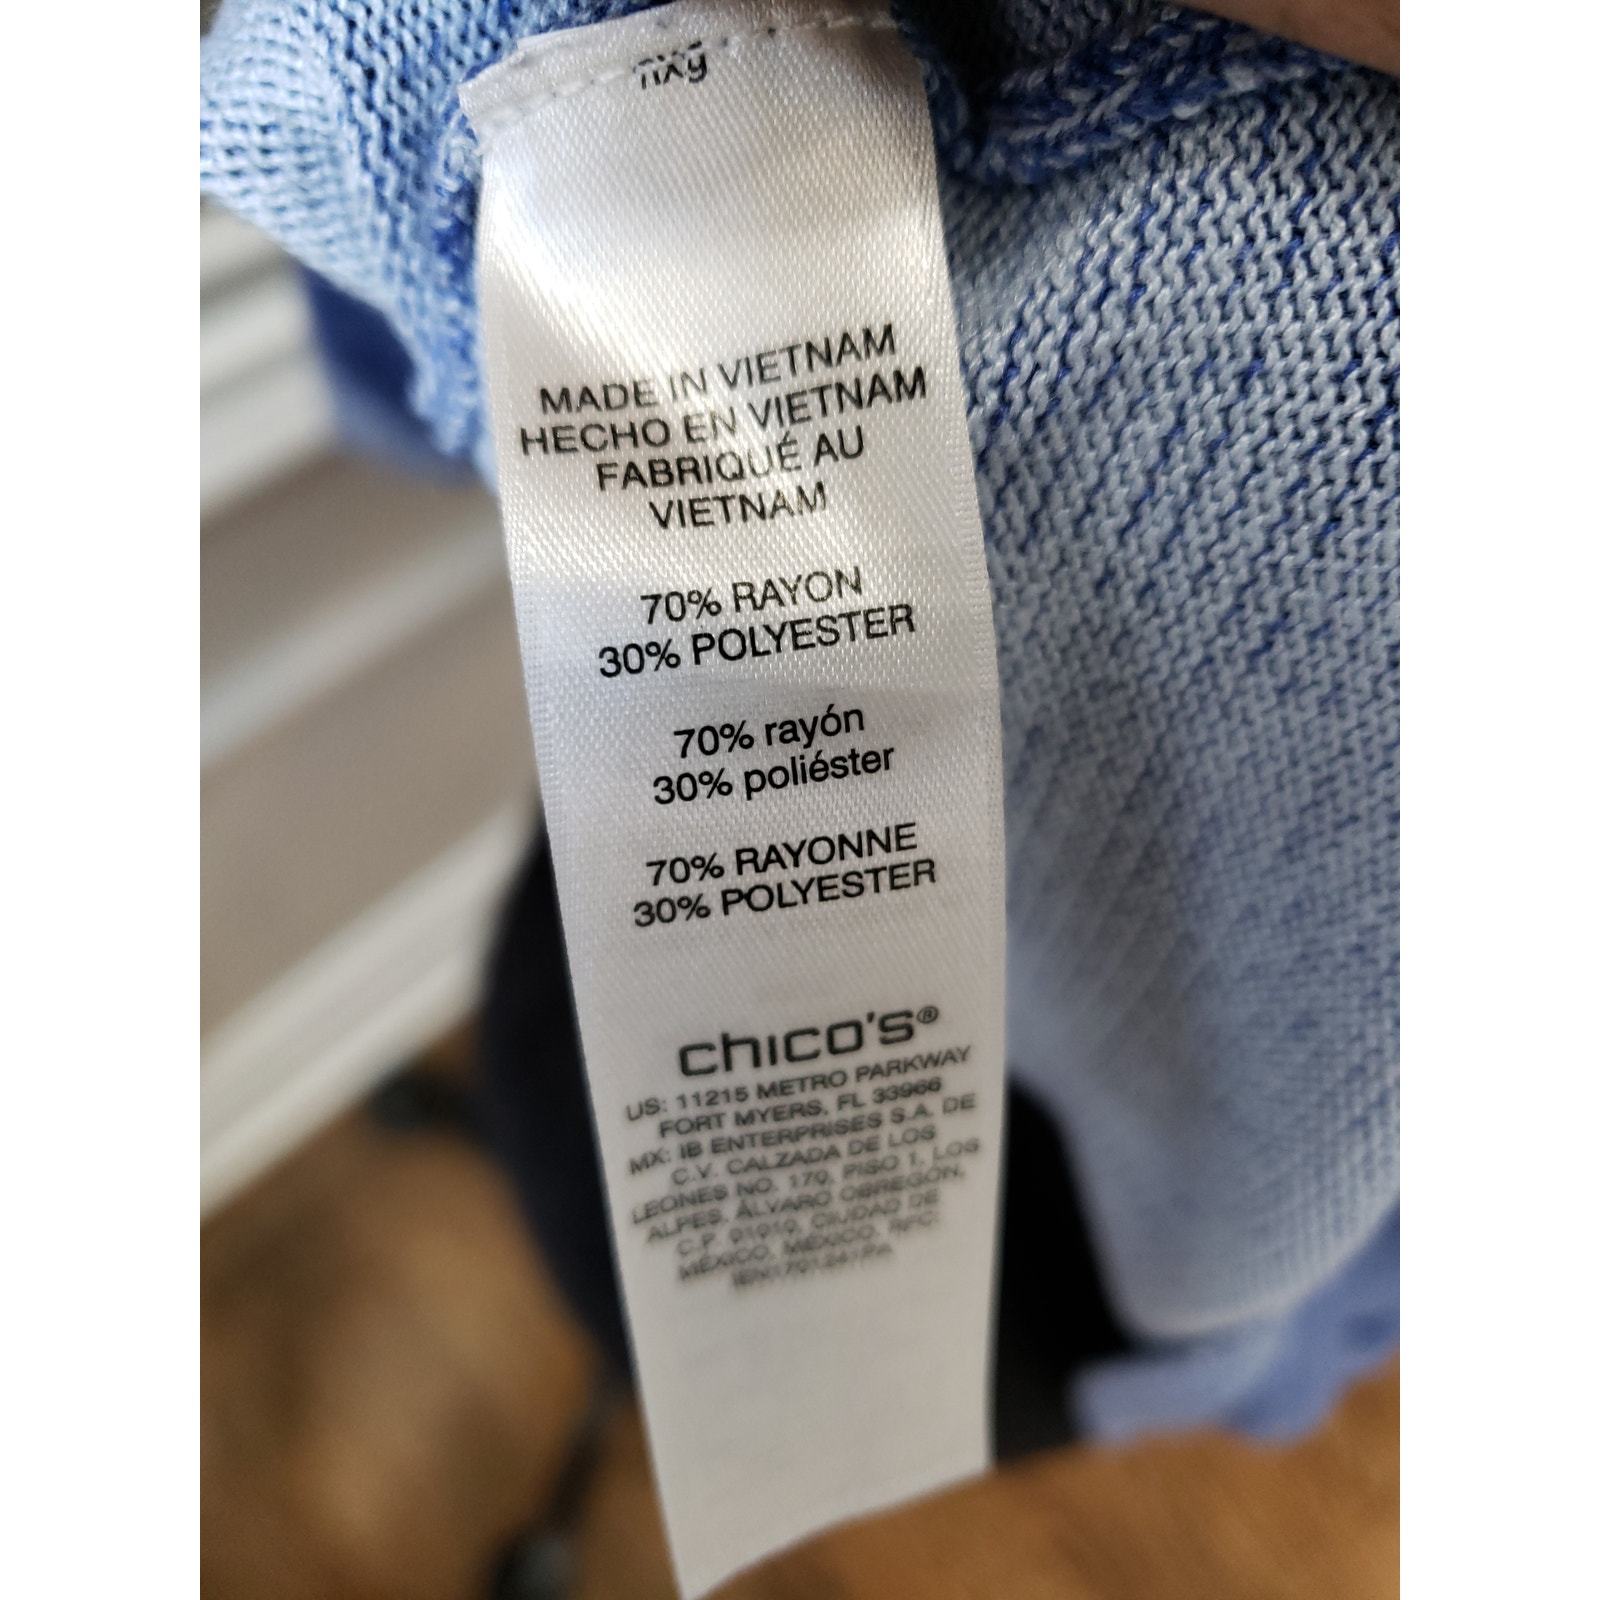 MADE IN VIETNAM
HECHO EN VIETNAM
FABRIQUÉ AU
VIETNAM
70% RAYON
30% POLYESTER
70% rayón
30% poliéster
70% RAYONNE
30% POLYESTER
chico's®
US: 11215 METRO PARKWAY
FORT MYERS, FL 33966
MX: IB ENTERPRISES S.A. DE
C.V. CALZADA DE LOS
LEONES NO. 170, PISO 1, LOS
ALPES, ÁLVARO OBREGÓN,
C.P. 01010, CIUDAD DE
MÉXICO, MÉXICO, RFC: